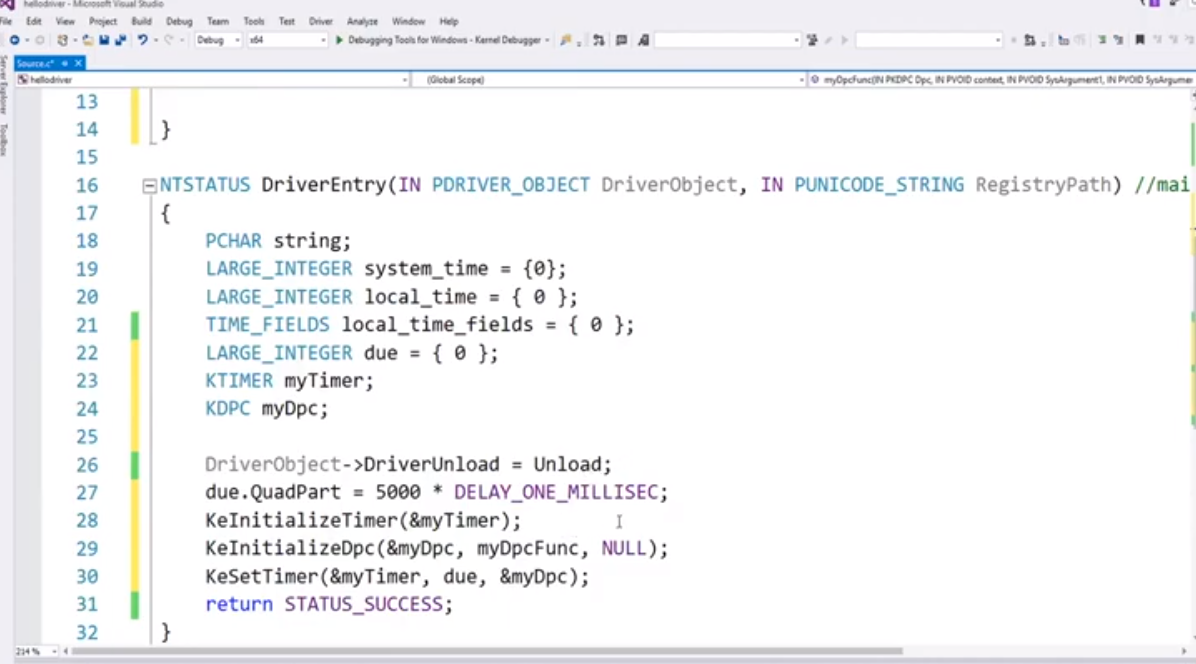 hellodriver - Microsoft Visual Studio
File Edit View Project Build Debug Team Tools Test Driver Analyze Window Help
Debug x64 Debugging Tools for Windows - Kernel Debugger
Source.c*
hellodriver (Global Scope) myDpcFunc(IN PKDPC Dpc, IN PVOID context, IN PVOID SysArgument1, IN PVOID SysArgume
Server Explorer
Toolbox
13
14 }
15
16 NTSTATUS DriverEntry(IN PDRIVER_OBJECT DriverObject, IN PUNICODE_STRING RegistryPath) //mai
17 {
18 PCHAR string;
19 LARGE_INTEGER system_time = {0};
20 LARGE_INTEGER local_time = { 0 };
21 TIME_FIELDS local_time_fields = { 0 };
22 LARGE_INTEGER due = { 0 };
23 KTIMER myTimer;
24 KDPC myDpc;
25
26 DriverObject->DriverUnload = Unload;
27 due.QuadPart = 5000 * DELAY_ONE_MILLISEC;
28 KeInitializeTimer(&myTimer);
29 KeInitializeDpc(&myDpc, myDpcFunc, NULL);
30 KeSetTimer(&myTimer, due, &myDpc);
31 return STATUS_SUCCESS;
32 }
214 %